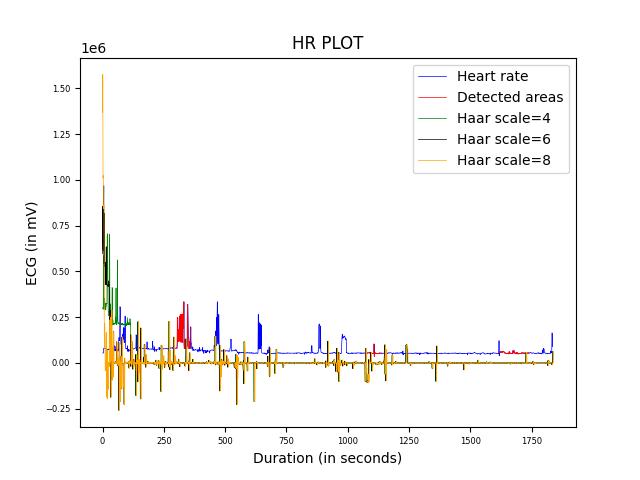 HR PLOT
1e6
Heart rate
Detected areas
Haar scale=4
Haar scale=6
Haar scale=8
1.50
1.25
1.00
0.75
0.50
0.25
0.00
−0.25
ECG (in mV)
0 250 500 750 1000 1250 1500 1750
Duration (in seconds)